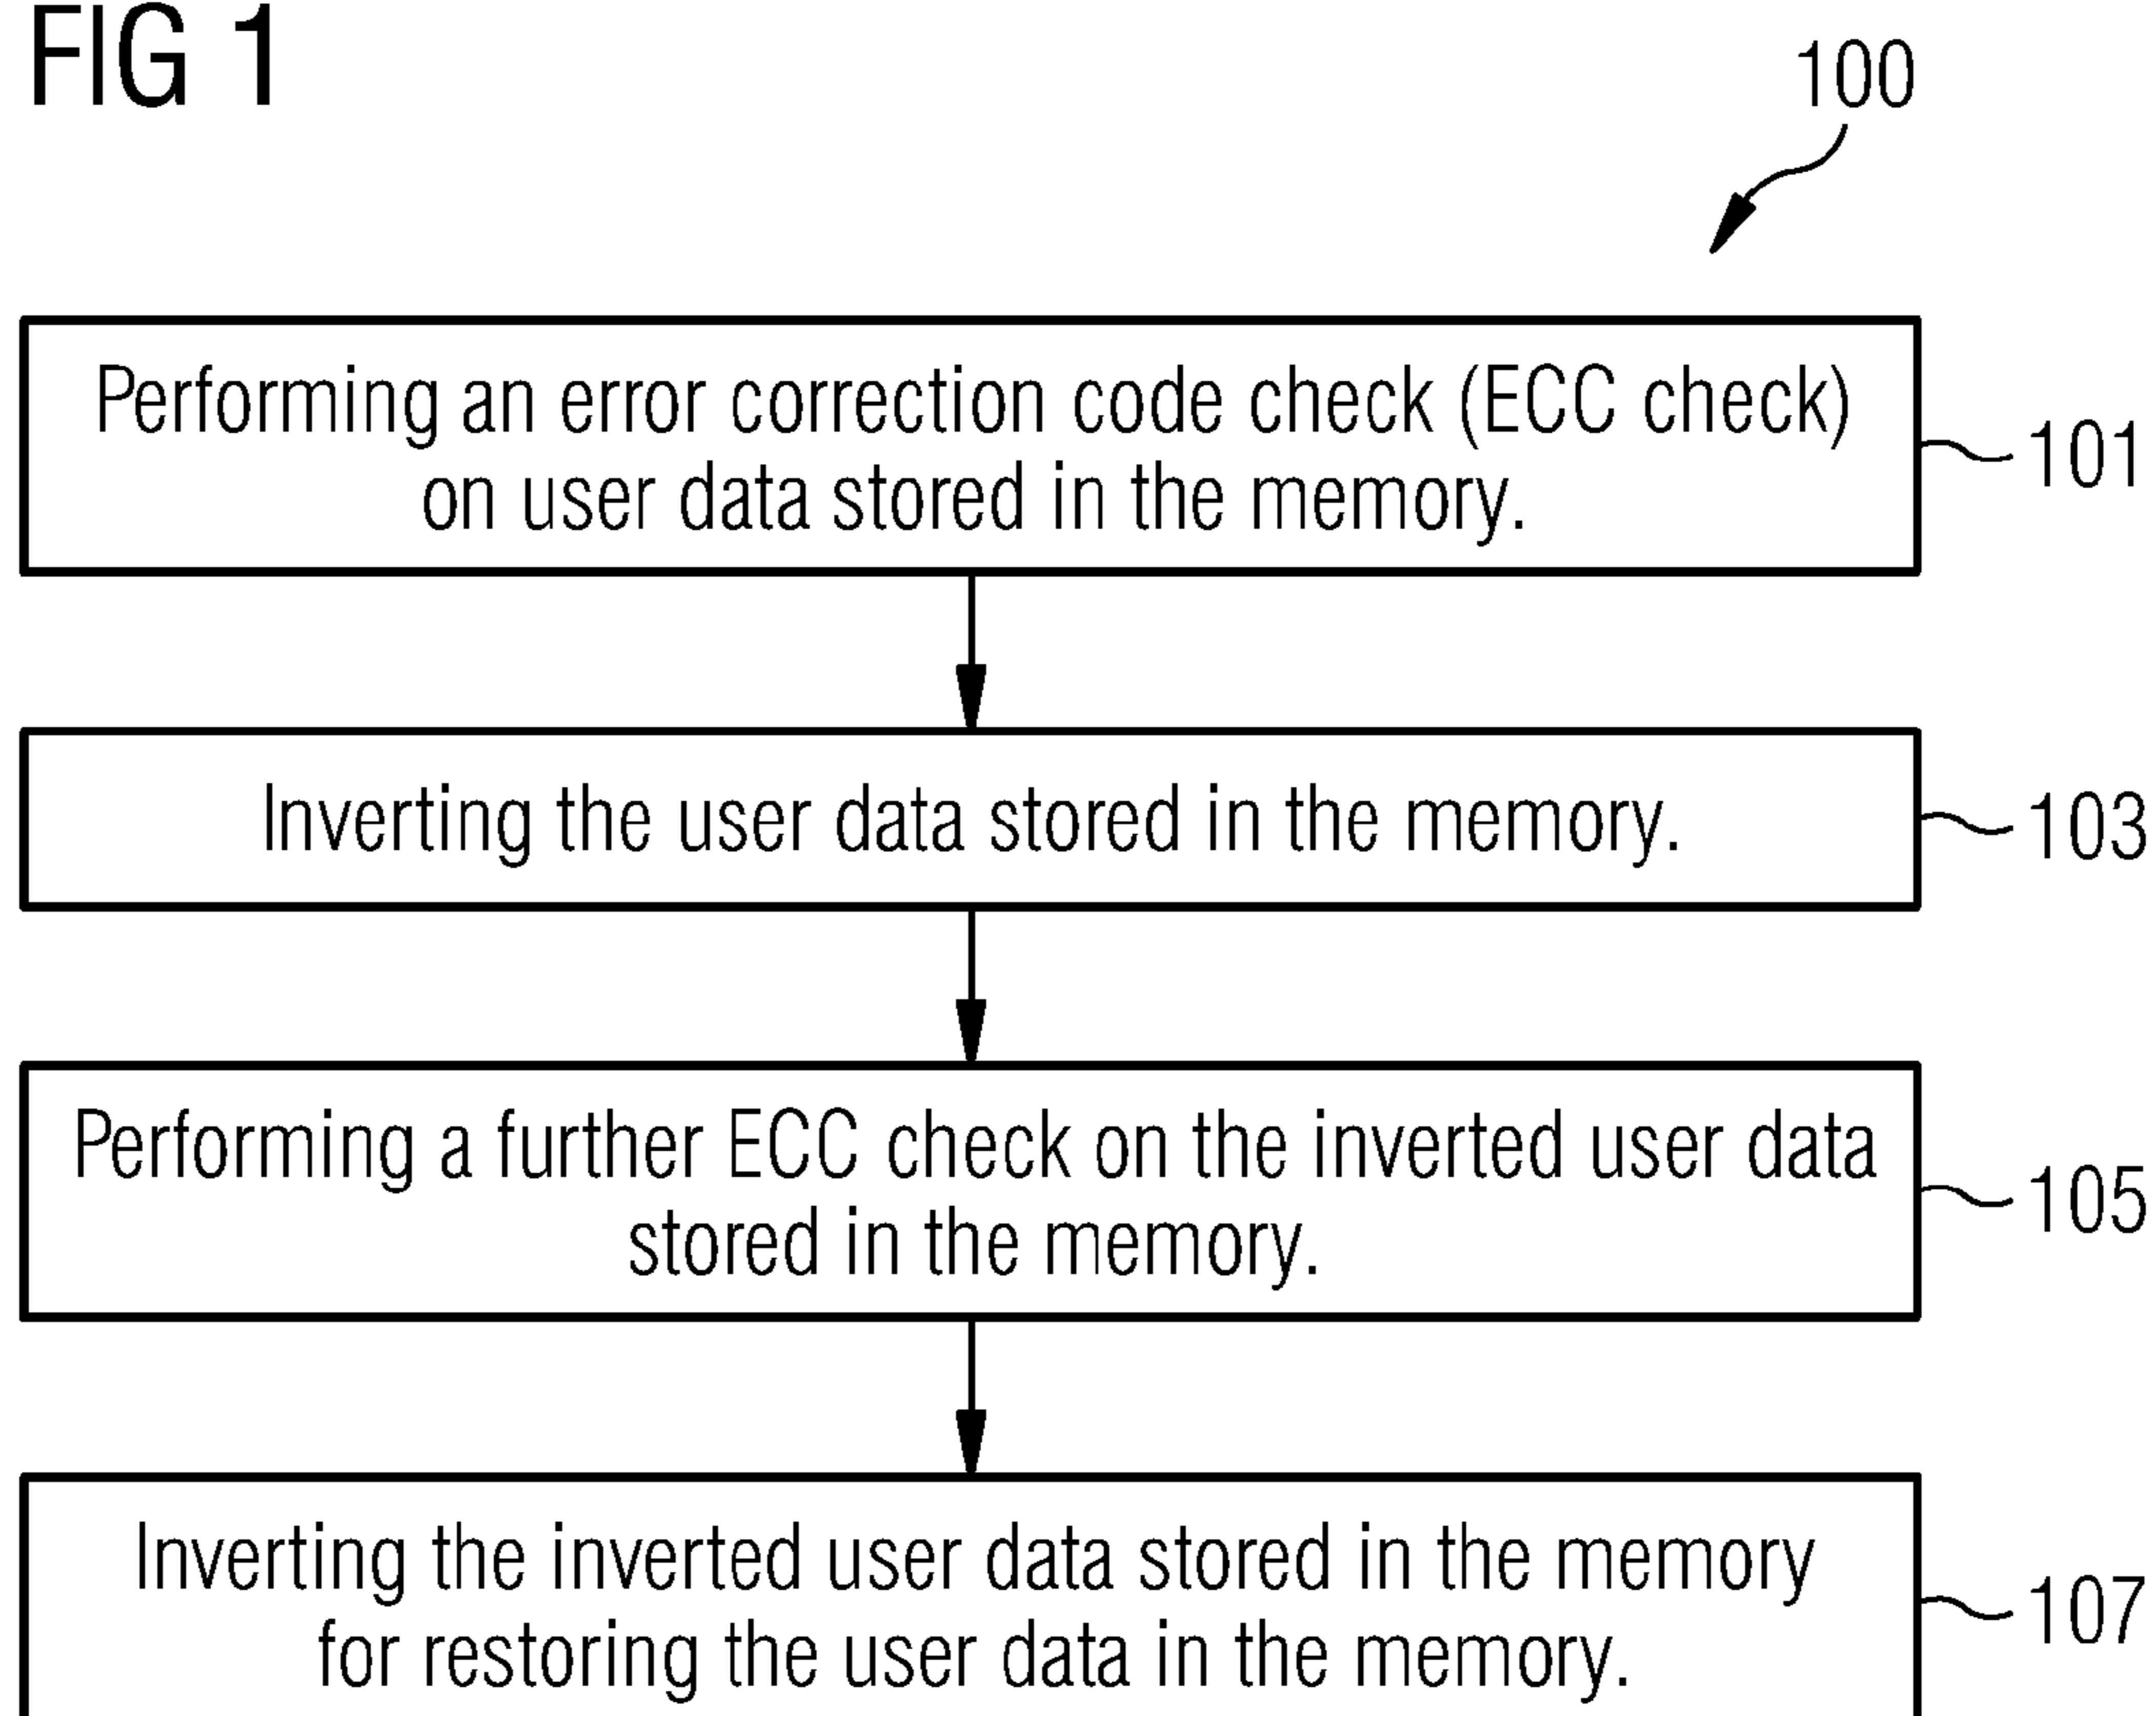 FIG 1
100
Performing an error correction code check (ECC check)
on user data stored in the memory.
101
Inverting the user data stored in the memory.
103
Performing a further ECC check on the inverted user data
stored in the memory.
105
Inverting the inverted user data stored in the memory
for restoring the user data in the memory.
107